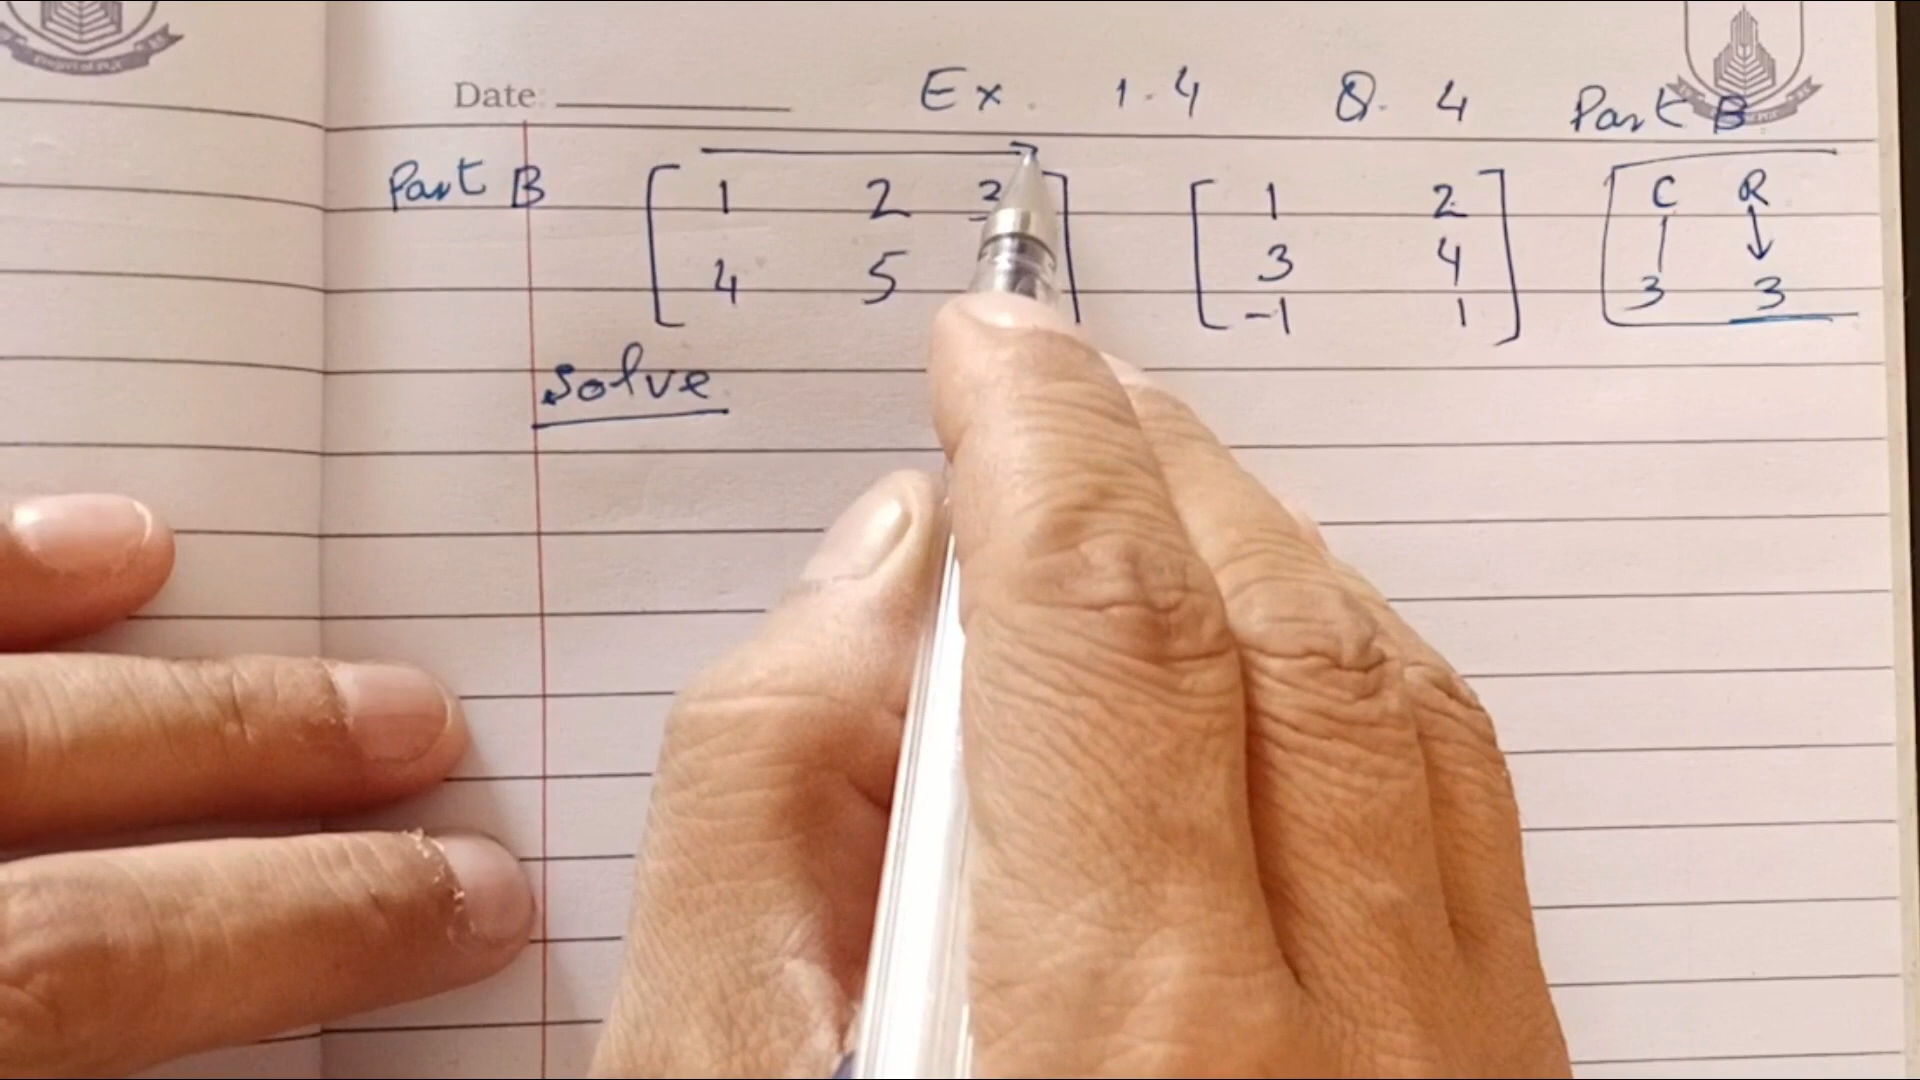 Date: Ex. 1.4 Q. 4 Part B
Part B 1 2 3 1 2 C R
4 5 3 4
-1 1 3 3
Solve